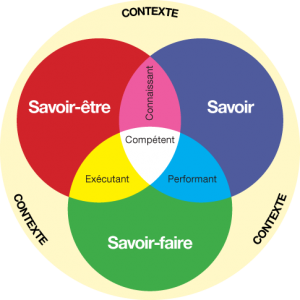 CONTEXTE
Connaissant
Savoir-être
Savoir
Compétent
Exécutant
Performant
CONTEXTE
CONTEXTE
Savoir-faire